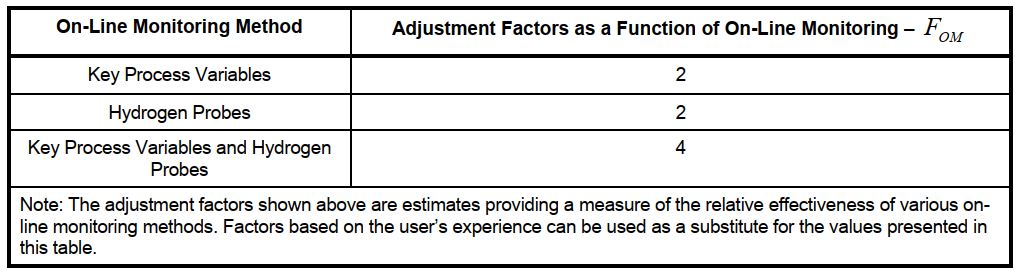 On-Line Monitoring Method
Adjustment Factors as a Function of On-Line Monitoring – F_OM
Key Process Variables
2
Hydrogen Probes
2
Key Process Variables and Hydrogen
Probes
4
Note: The adjustment factors shown above are estimates providing a measure of the relative effectiveness of various on-
line monitoring methods. Factors based on the user’s experience can be used as a substitute for the values presented in
this table.